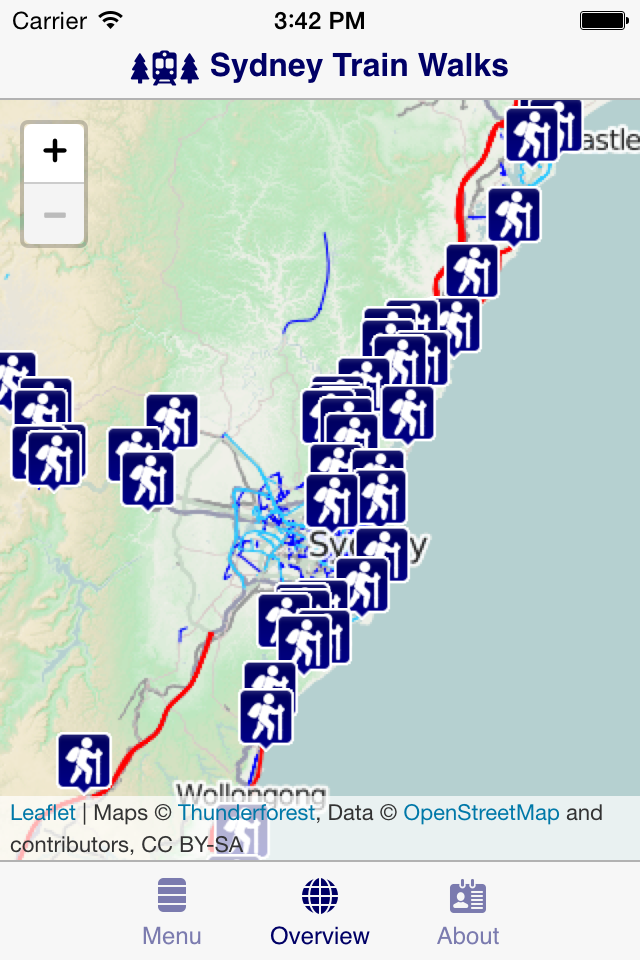 Carrier 3:42 PM
Sydney Train Walks
+
−
astle
Sydney
Wollongong
Leaflet | Maps © Thunderforest, Data © OpenStreetMap and
contributors, CC BY-SA
Menu Overview About